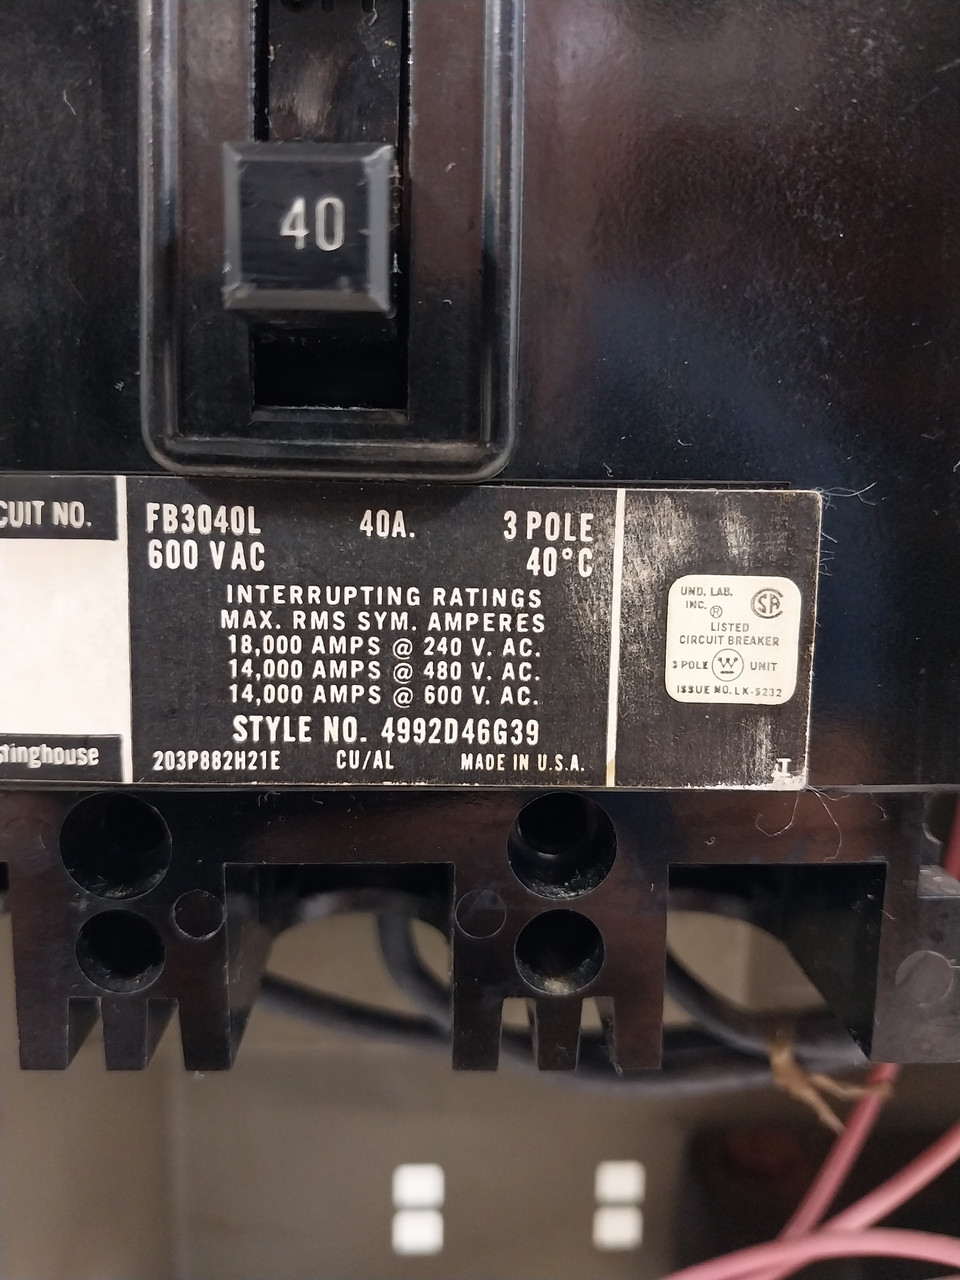 40
CUIT NO.
FB3040L 40A. 3 POLE
600 VAC 40°C
INTERRUPTING RATINGS
MAX. RMS SYM. AMPERES
18,000 AMPS @ 240 V. AC.
14,000 AMPS @ 480 V. AC.
14,000 AMPS @ 600 V. AC.
STYLE NO. 4992D46G39
203P882H21E CU/AL MADE IN U.S.A.
tinghouse
UND. LAB.
INC.® SA
LISTED
CIRCUIT BREAKER
3 POLE W UNIT
ISSUE NO. LK-5232